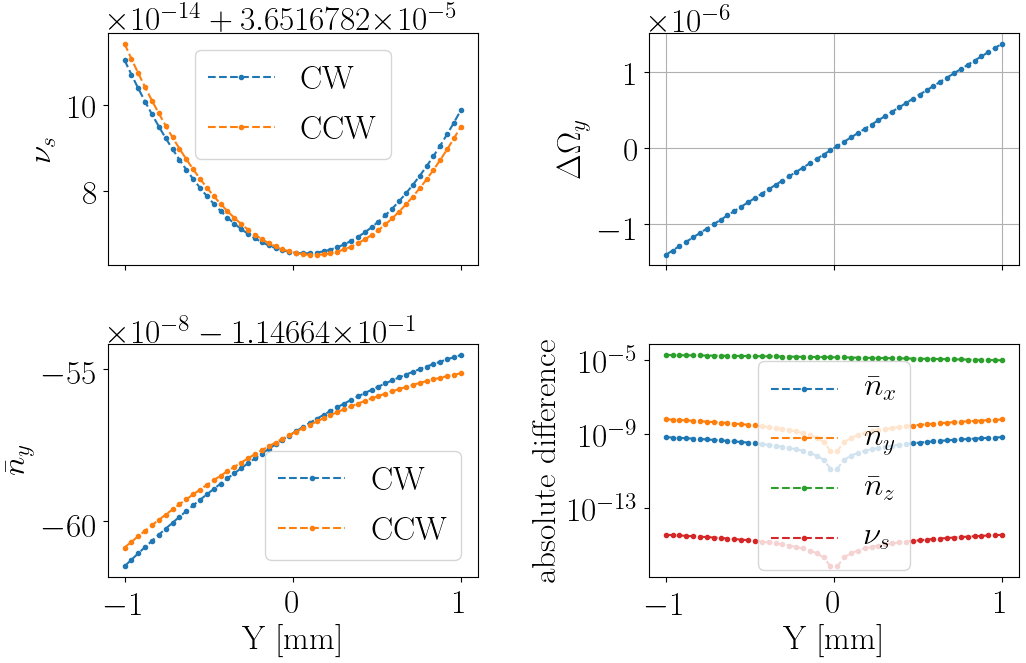 ×10⁻¹⁴ + 3.6516782×10⁻⁵
10
8
ν_s
CW
CCW
×10⁻⁶
1
0
−1
ΔΩ_y
×10⁻⁸ − 1.14664×10⁻¹
−55
−60
n̄_y
CW
CCW
−1
0
1
Y [mm]
10⁻⁵
10⁻⁹
10⁻¹³
absolute difference
n̄_x
n̄_y
n̄_z
ν_s
−1
0
1
Y [mm]